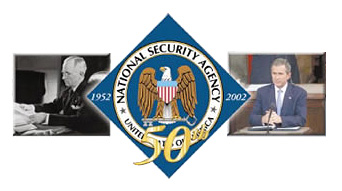 NATIONAL SECURITY AGENCY
1952
2002
UNITED STATES OF AMERICA
50